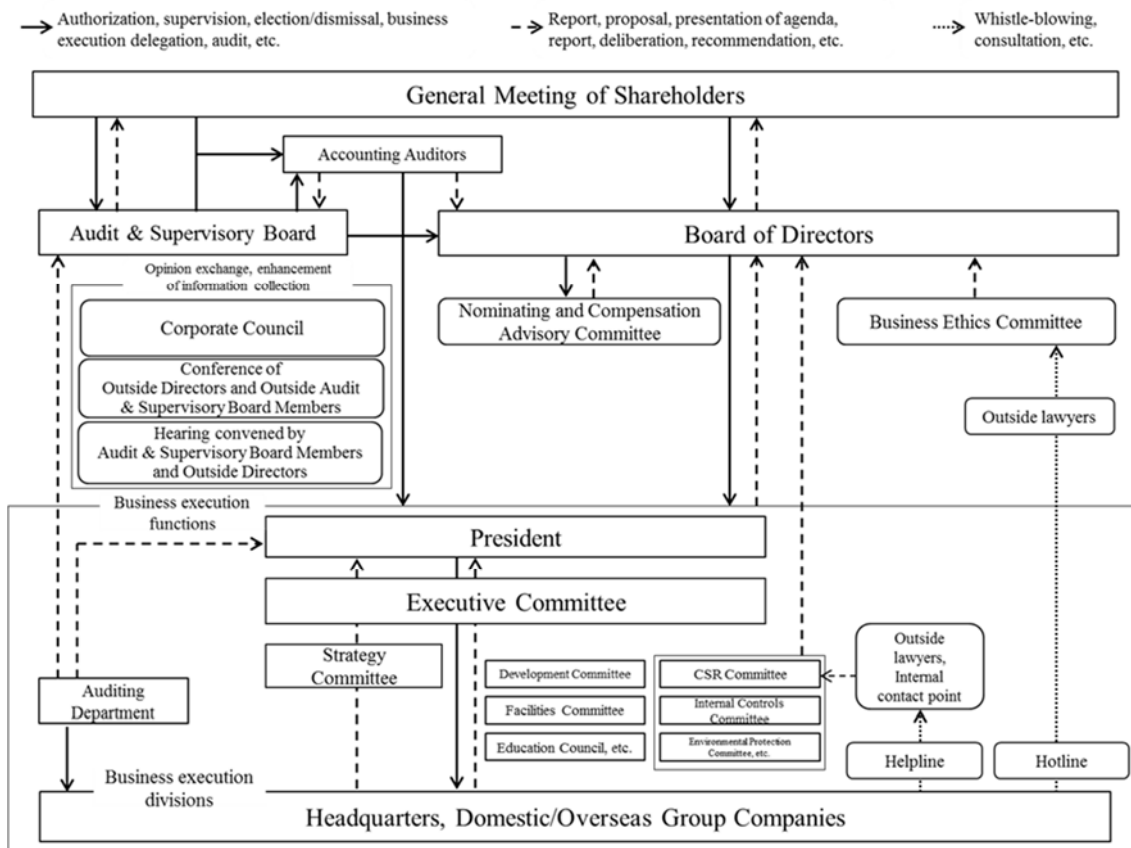 Authorization, supervision, election/dismissal, business
execution delegation, audit, etc.
Report, proposal, presentation of agenda,
report, deliberation, recommendation, etc.
Whistle-blowing,
consultation, etc.
General Meeting of Shareholders
Accounting Auditors
Audit & Supervisory Board
Board of Directors
Opinion exchange, enhancement
of information collection
Corporate Council
Conference of
Outside Directors and Outside Audit
& Supervisory Board Members
Hearing convened by
Audit & Supervisory Board Members
and Outside Directors
Nominating and Compensation
Advisory Committee
Business Ethics Committee
Outside lawyers
Business execution
functions
President
Executive Committee
Strategy
Committee
Development Committee
Facilities Committee
Education Council, etc.
CSR Committee
Internal Controls
Committee
Environmental Protection
Committee, etc.
Outside
lawyers,
Internal
contact point
Auditing
Department
Helpline
Hotline
Business execution
divisions
Headquarters, Domestic/Overseas Group Companies